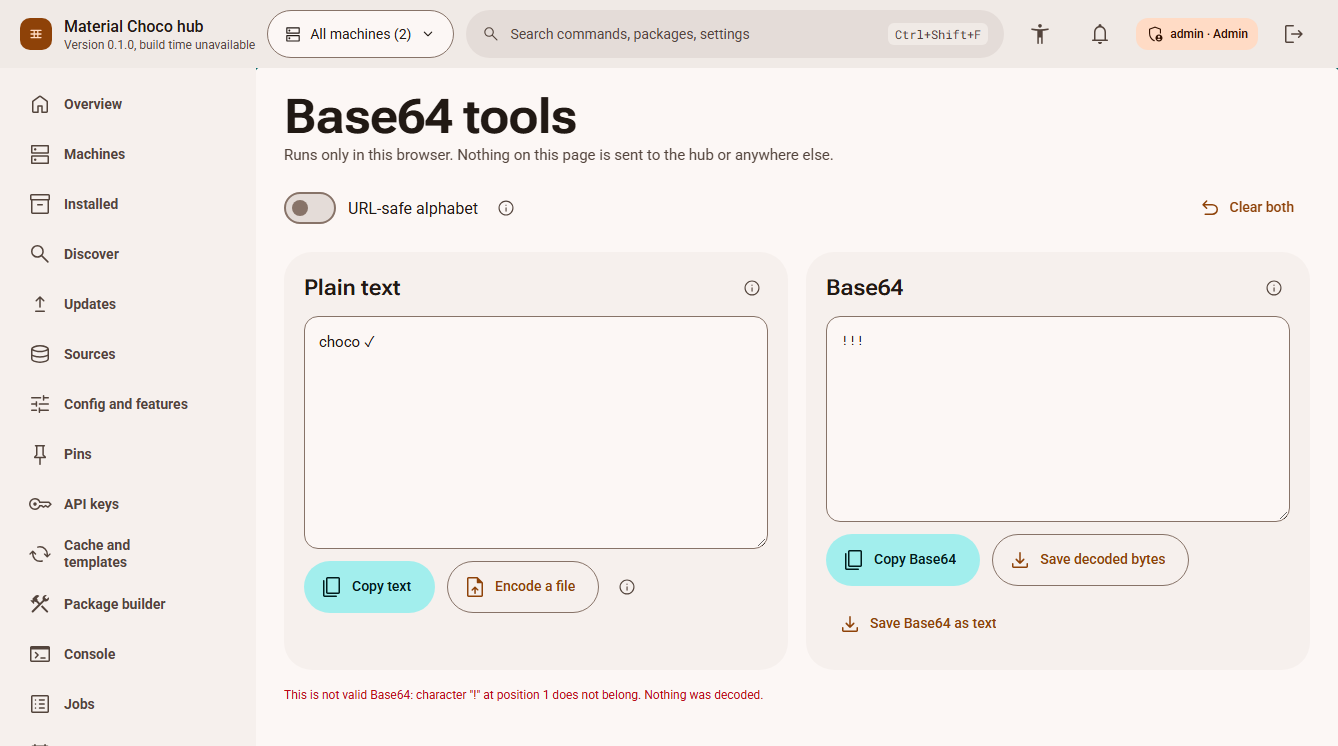 Material Choco hub
Version 0.1.0, build time unavailable
All machines (2)
Search commands, packages, settings
Ctrl+Shift+F
admin · Admin
Overview
Machines
Installed
Discover
Updates
Sources
Config and features
Pins
API keys
Cache and
templates
Package builder
Console
Jobs
Base64 tools
Runs only in this browser. Nothing on this page is sent to the hub or anywhere else.
URL-safe alphabet
Clear both
Plain text
choco ✓
Copy text
Encode a file
Base64
!!!
Copy Base64
Save decoded bytes
Save Base64 as text
This is not valid Base64: character "!" at position 1 does not belong. Nothing was decoded.